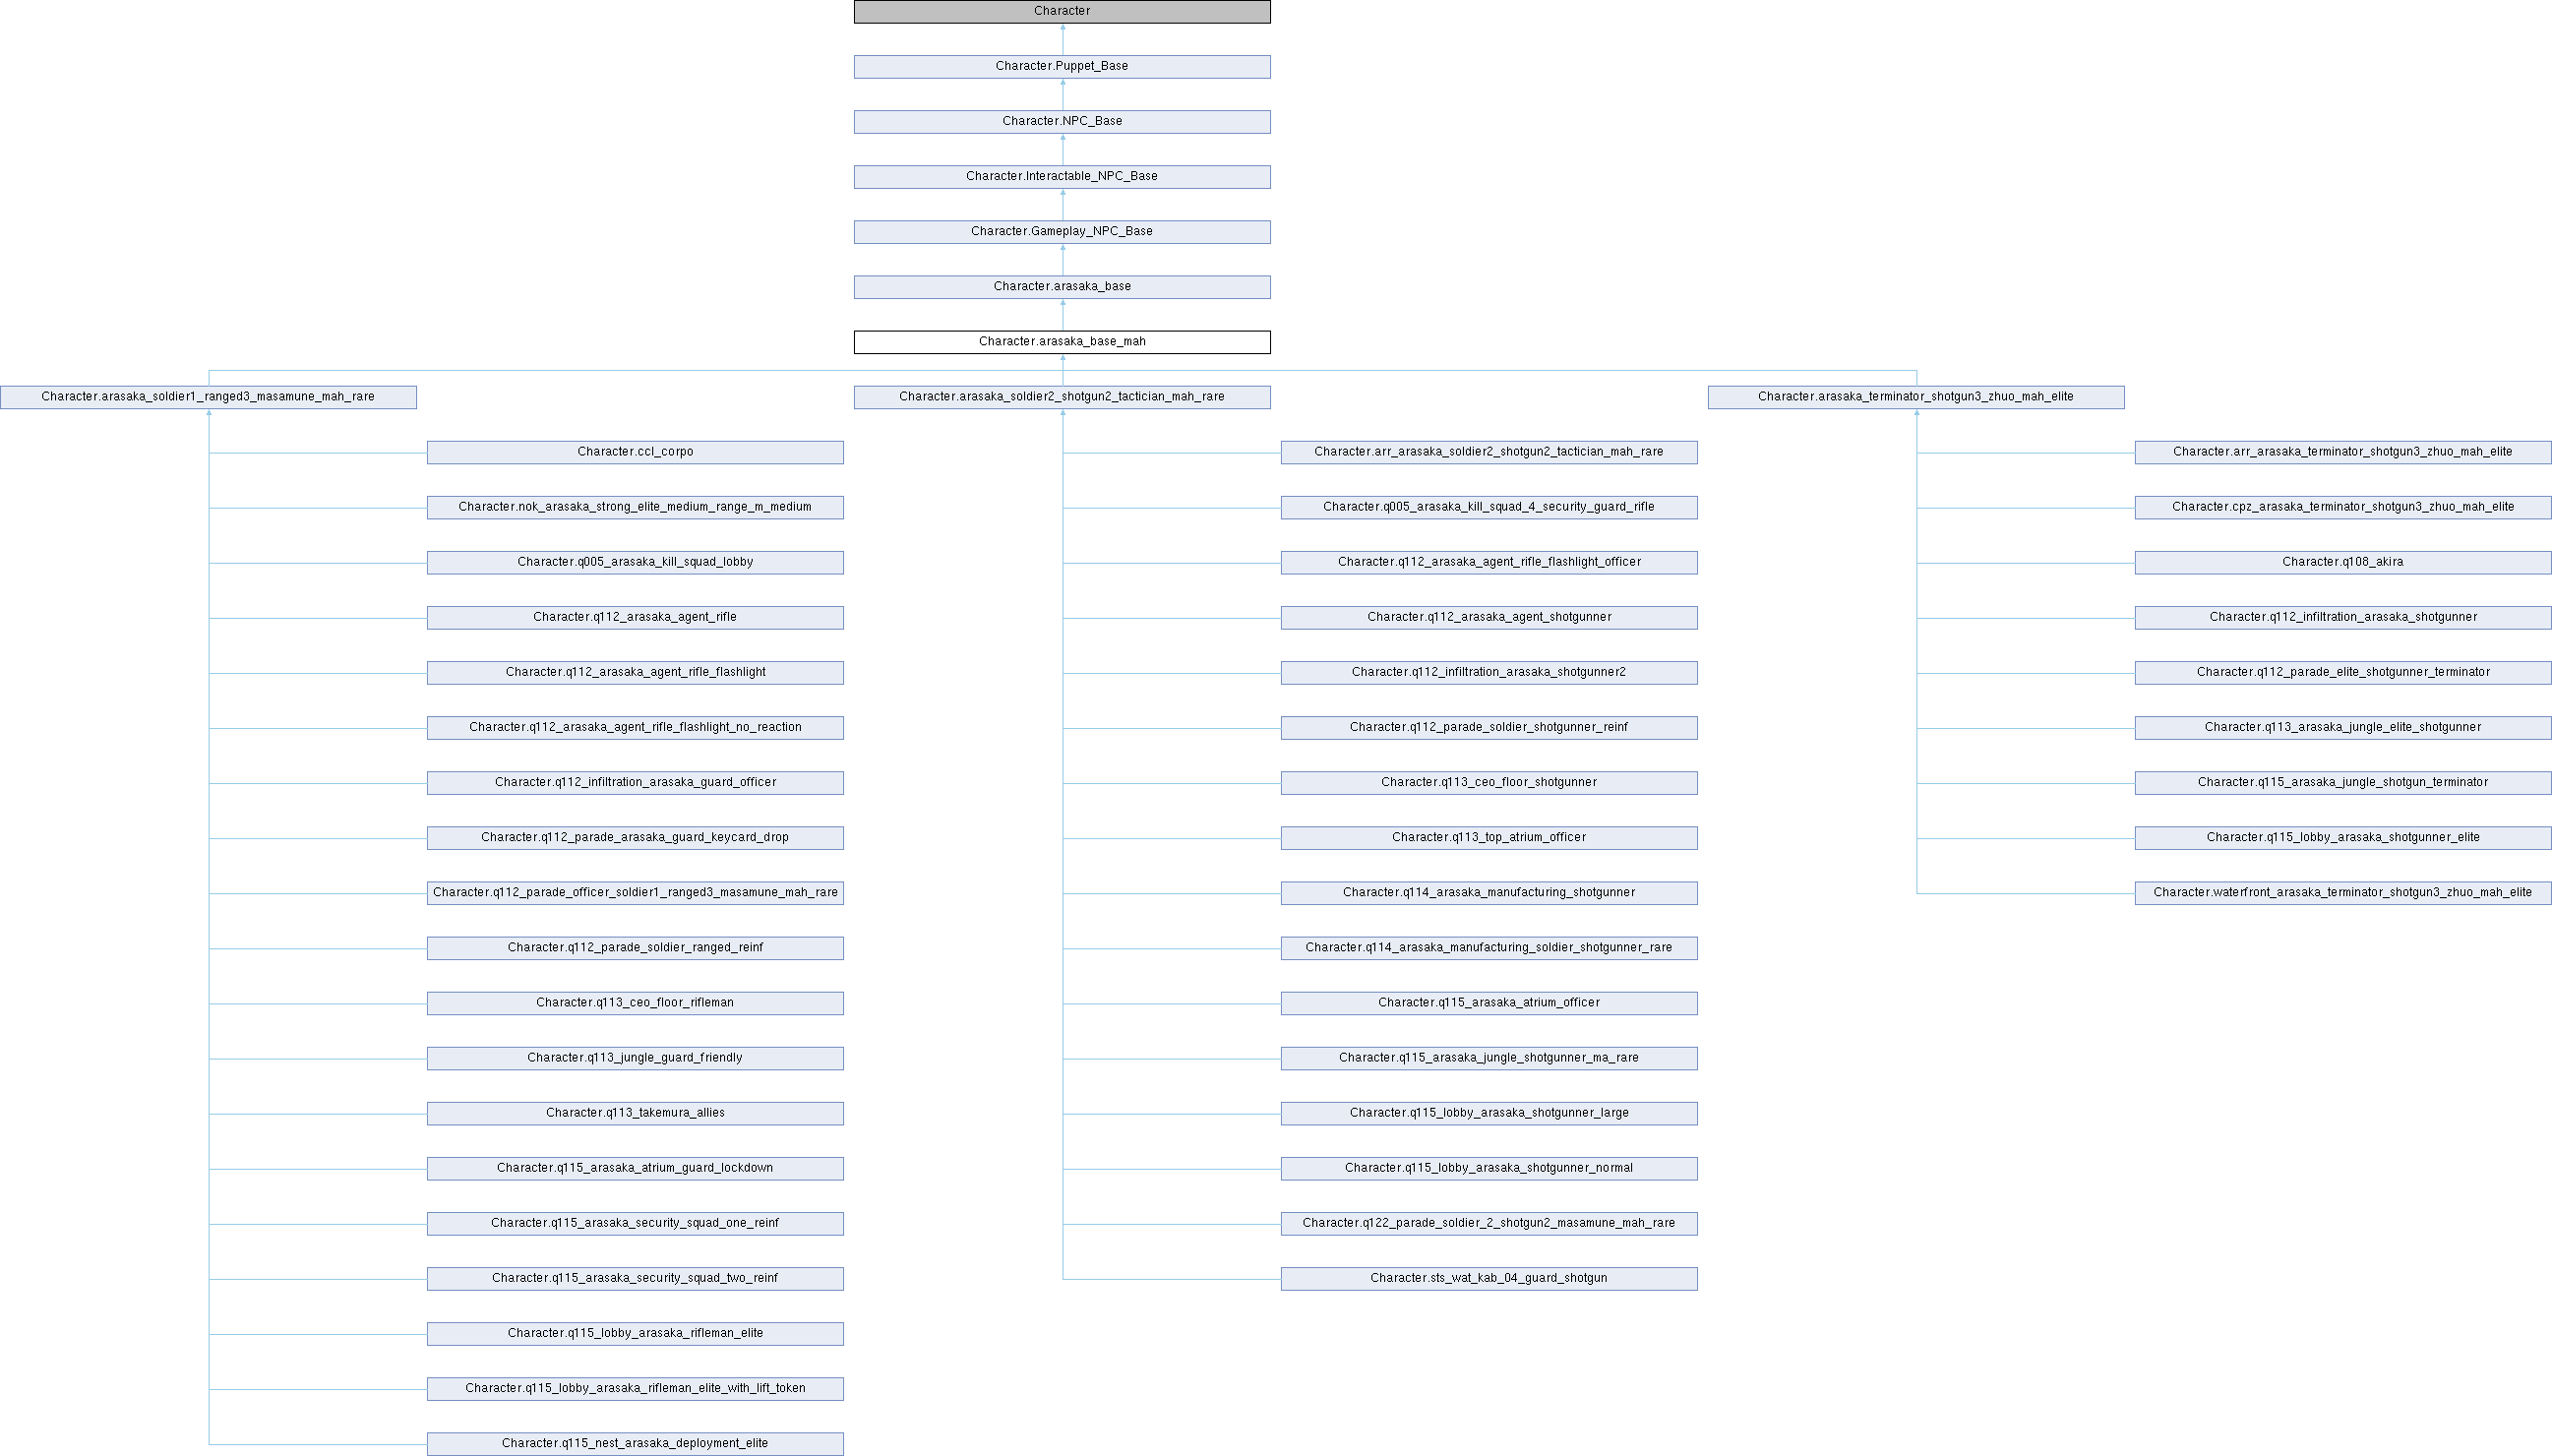 Character
Character.Puppet_Base
Character.NPC_Base
Character.Interactable_NPC_Base
Character.Gameplay_NPC_Base
Character.arasaka_base
Character.arasaka_base_mah
Character.arasaka_soldier1_ranged3_masamune_mah_rare
Character.arasaka_soldier2_shotgun2_tactician_mah_rare
Character.arasaka_terminator_shotgun3_zhuo_mah_elite
Character.ccl_corpo
Character.nok_arasaka_strong_elite_medium_range_m_medium
Character.q005_arasaka_kill_squad_lobby
Character.q112_arasaka_agent_rifle
Character.q112_arasaka_agent_rifle_flashlight
Character.q112_arasaka_agent_rifle_flashlight_no_reaction
Character.q112_infiltration_arasaka_guard_officer
Character.q112_parade_arasaka_guard_keycard_drop
Character.q112_parade_officer_soldier1_ranged3_masamune_mah_rare
Character.q112_parade_soldier_ranged_reinf
Character.q113_ceo_floor_rifleman
Character.q113_jungle_guard_friendly
Character.q113_takemura_allies
Character.q115_arasaka_atrium_guard_lockdown
Character.q115_arasaka_security_squad_one_reinf
Character.q115_arasaka_security_squad_two_reinf
Character.q115_lobby_arasaka_rifleman_elite
Character.q115_lobby_arasaka_rifleman_elite_with_lift_token
Character.q115_nest_arasaka_deployment_elite
Character.arr_arasaka_soldier2_shotgun2_tactician_mah_rare
Character.q005_arasaka_kill_squad_4_security_guard_rifle
Character.q112_arasaka_agent_rifle_flashlight_officer
Character.q112_arasaka_agent_shotgunner
Character.q112_infiltration_arasaka_shotgunner2
Character.q112_parade_soldier_shotgunner_reinf
Character.q113_ceo_floor_shotgunner
Character.q113_top_atrium_officer
Character.q114_arasaka_manufacturing_shotgunner
Character.q114_arasaka_manufacturing_soldier_shotgunner_rare
Character.q115_arasaka_atrium_officer
Character.q115_arasaka_jungle_shotgunner_ma_rare
Character.q115_lobby_arasaka_shotgunner_large
Character.q115_lobby_arasaka_shotgunner_normal
Character.q122_parade_soldier_2_shotgun2_masamune_mah_rare
Character.sts_wat_kab_04_guard_shotgun
Character.arr_arasaka_terminator_shotgun3_zhuo_mah_elite
Character.cpz_arasaka_terminator_shotgun3_zhuo_mah_elite
Character.q108_akira
Character.q112_infiltration_arasaka_shotgunner
Character.q112_parade_elite_shotgunner_terminator
Character.q113_arasaka_jungle_elite_shotgunner
Character.q115_arasaka_jungle_shotgun_terminator
Character.q115_lobby_arasaka_shotgunner_elite
Character.waterfront_arasaka_terminator_shotgun3_zhuo_mah_elite